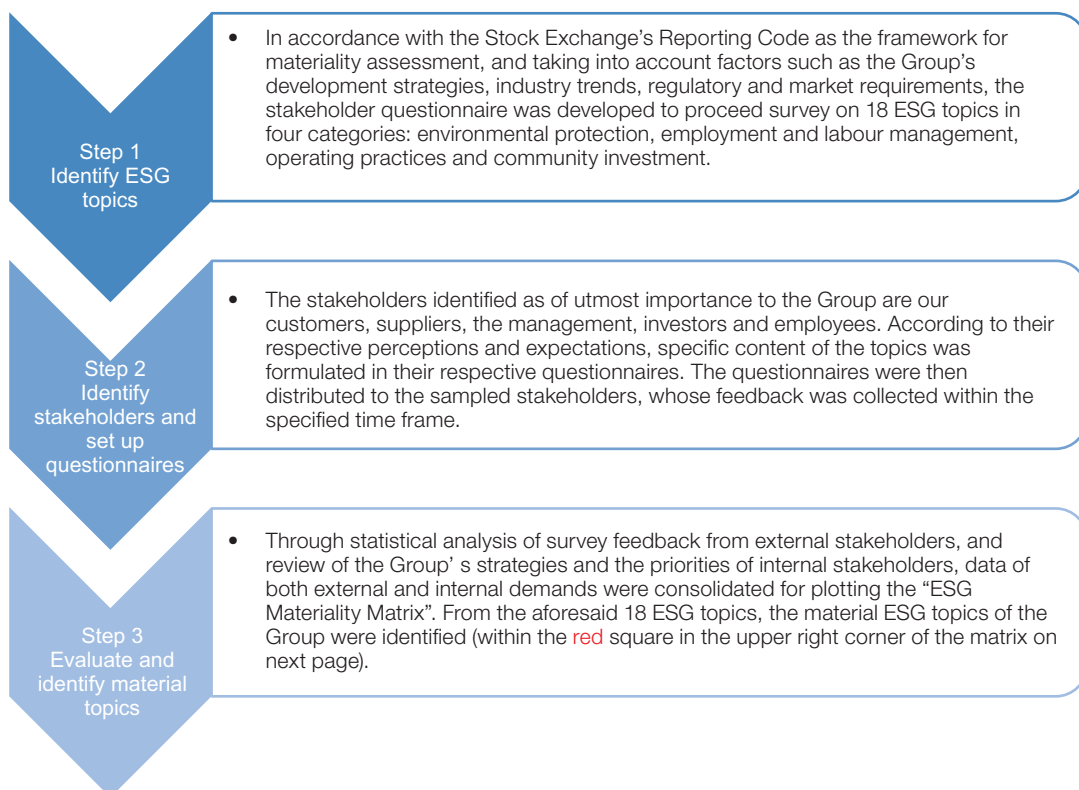 Step 1
Identify ESG
topics
• In accordance with the Stock Exchange's Reporting Code as the framework for
materiality assessment, and taking into account factors such as the Group's
development strategies, industry trends, regulatory and market requirements, the
stakeholder questionnaire was developed to proceed survey on 18 ESG topics in
four categories: environmental protection, employment and labour management,
operating practices and community investment.
Step 2
Identify
stakeholders and
set up
questionnaires
• The stakeholders identified as of utmost importance to the Group are our
customers, suppliers, the management, investors and employees. According to their
respective perceptions and expectations, specific content of the topics was
formulated in their respective questionnaires. The questionnaires were then
distributed to the sampled stakeholders, whose feedback was collected within the
specified time frame.
Step 3
Evaluate and
identify material
topics
• Through statistical analysis of survey feedback from external stakeholders, and
review of the Group' s strategies and the priorities of internal stakeholders, data of
both external and internal demands were consolidated for plotting the “ESG
Materiality Matrix”. From the aforesaid 18 ESG topics, the material ESG topics of the
Group were identified (within the red square in the upper right corner of the matrix on
next page).